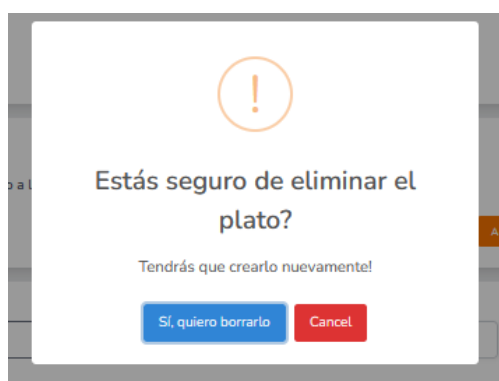 !
Estás seguro de eliminar el
plato?
Tendrás que crearlo nuevamente!
Sí, quiero borrarlo
Cancel